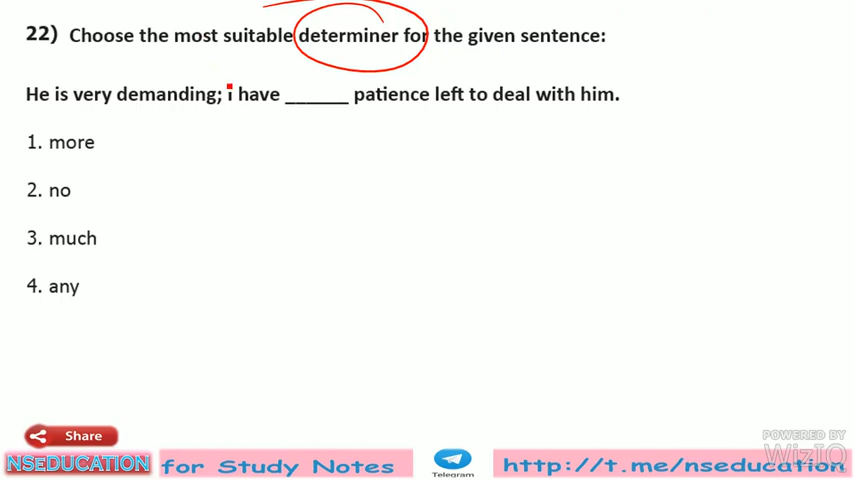 22) Choose the most suitable determiner for the given sentence:
He is very demanding; i have ______ patience left to deal with him.
1. more
2. no
3. much
4. any
Share
NSEDUCATION for Study Notes Telegram http://t.me/nseducation
POWERED BY
WizIQ